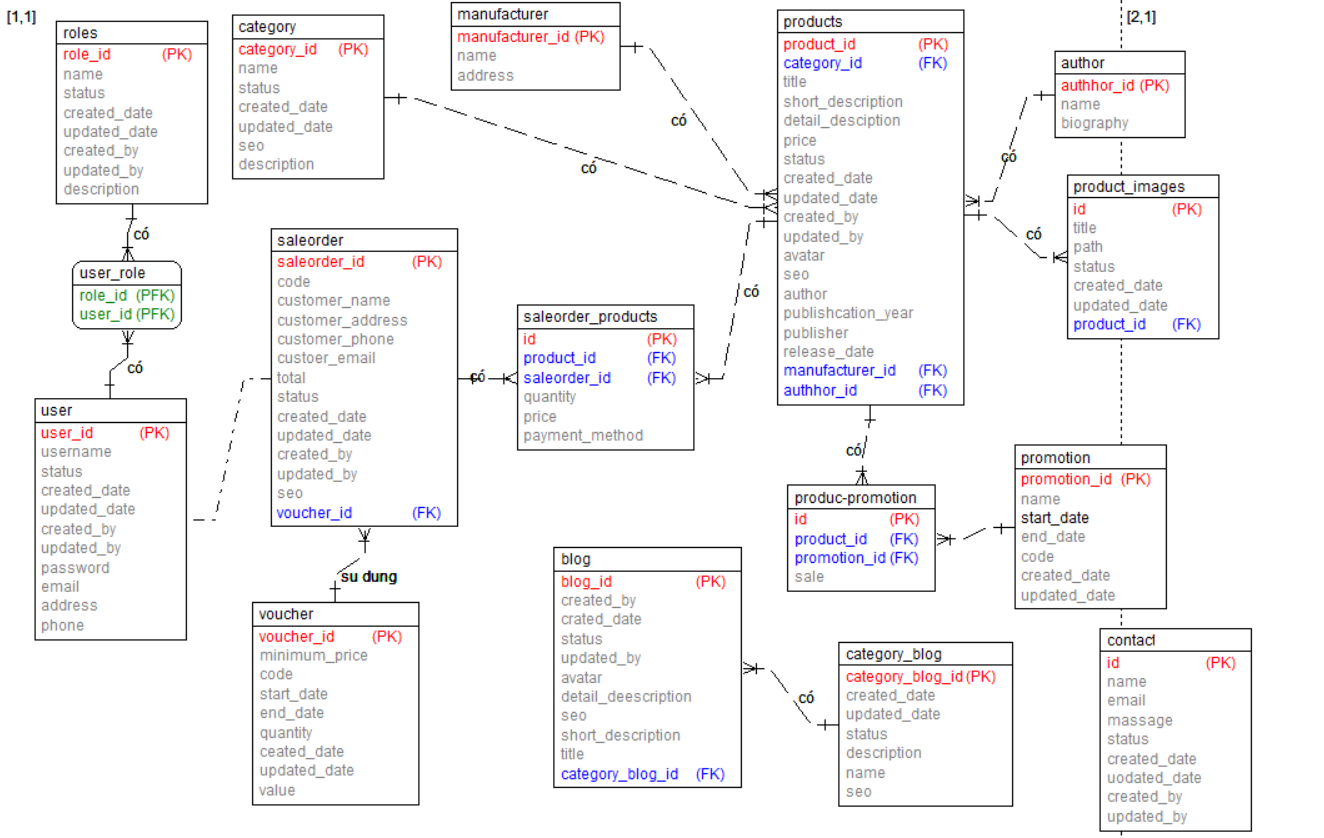 [1,1]
roles
role_id (PK)
name
status
created_date
updated_date
created_by
updated_by
description
category
category_id (PK)
name
status
created_date
updated_date
seo
description
manufacturer
manufacturer_id (PK)
name
address
products
product_id (PK)
category_id (FK)
title
short_description
detail_desciption
price
status
created_date
updated_date
created_by
updated_by
avatar
seo
author
publishcation_year
publisher
release_date
manufacturer_id (FK)
authhor_id (FK)
[2,1]
author
authhor_id (PK)
name
biography
product_images
id (PK)
title
path
status
created_date
updated_date
product_id (FK)
có
có
có
có
có
có
user_role
role_id (PFK)
user_id (PFK)
có
user
user_id (PK)
username
status
created_date
updated_date
created_by
updated_by
password
email
address
phone
saleorder
saleorder_id (PK)
code
customer_name
customer_address
customer_phone
custoer_email
total
status
created_date
updated_date
created_by
updated_by
seo
voucher_id (FK)
có
saleorder_products
id (PK)
product_id (FK)
saleorder_id (FK)
quantity
price
payment_method
su dung
voucher
voucher_id (PK)
minimum_price
code
start_date
end_date
quantity
ceated_date
updated_date
value
có
produc-promotion
id (PK)
product_id (FK)
promotion_id (FK)
sale
promotion
promotion_id (PK)
name
start_date
end_date
code
created_date
updated_date
blog
blog_id (PK)
created_by
crated_date
status
updated_by
avatar
detail_deescription
seo
short_description
title
category_blog_id (FK)
có
category_blog
category_blog_id (PK)
created_date
updated_date
status
description
name
seo
contact
id (PK)
name
email
massage
status
created_date
uodated_date
created_by
updated_by